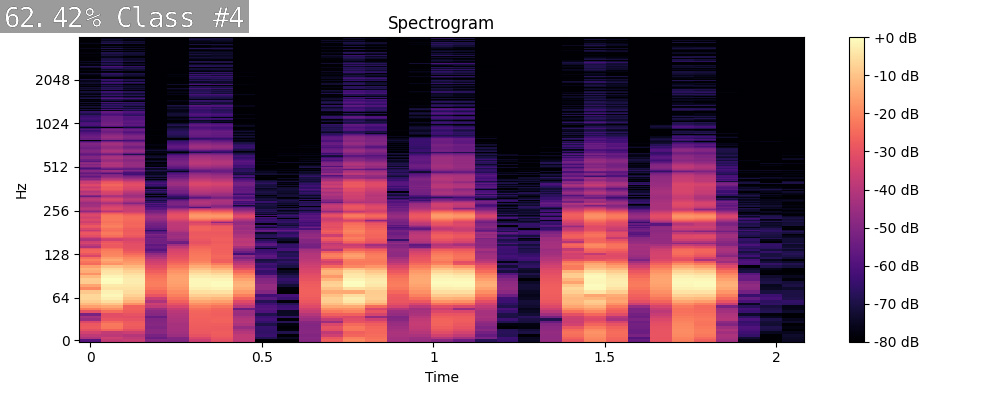 62.42% Class #4
Spectrogram
2048
1024
512
256
128
64
0
Hz
0 0.5 1 1.5 2
Time
+0 dB
-10 dB
-20 dB
-30 dB
-40 dB
-50 dB
-60 dB
-70 dB
-80 dB